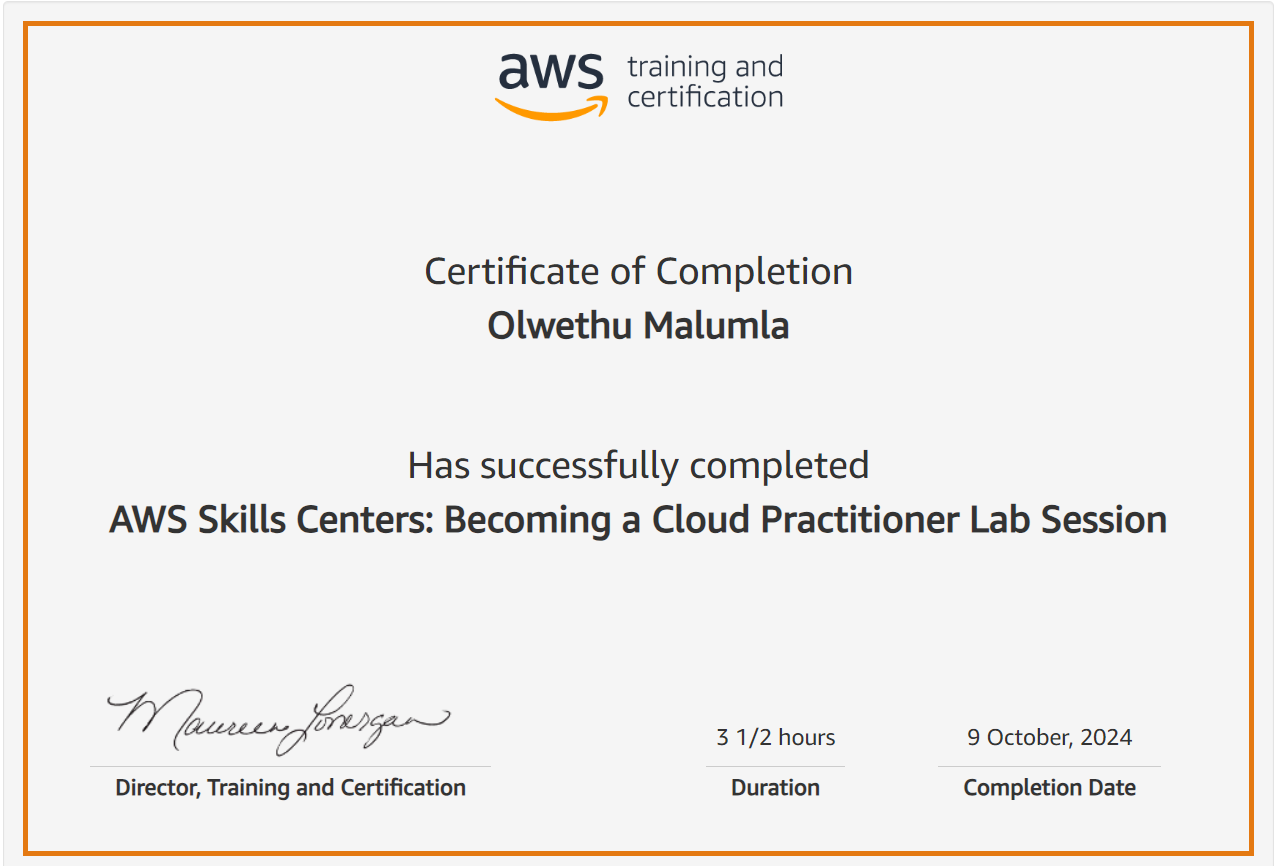 aws training and
certification
Certificate of Completion
Olwethu Malumla
Has successfully completed
AWS Skills Centers: Becoming a Cloud Practitioner Lab Session
Maureen Lonergan
Director, Training and Certification
3 1/2 hours
Duration
9 October, 2024
Completion Date